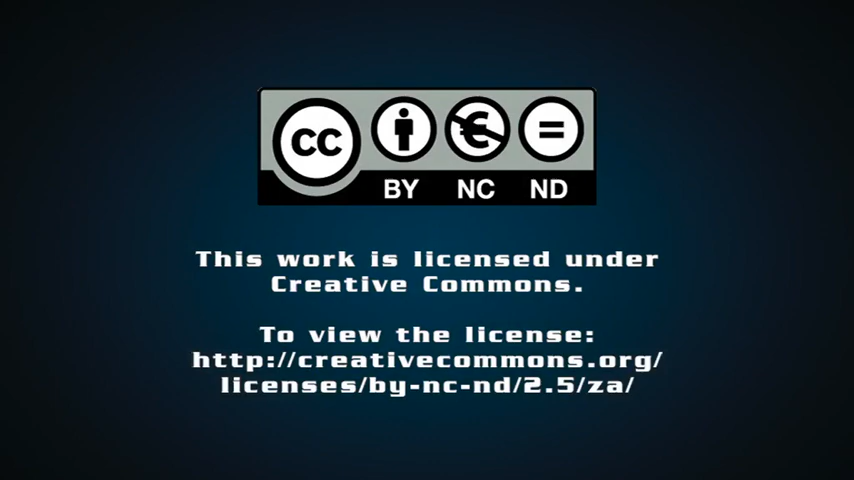 CC BY NC ND
This work is licensed under
Creative Commons.
To view the license:
http://creativecommons.org/
licenses/by-nc-nd/2.5/za/